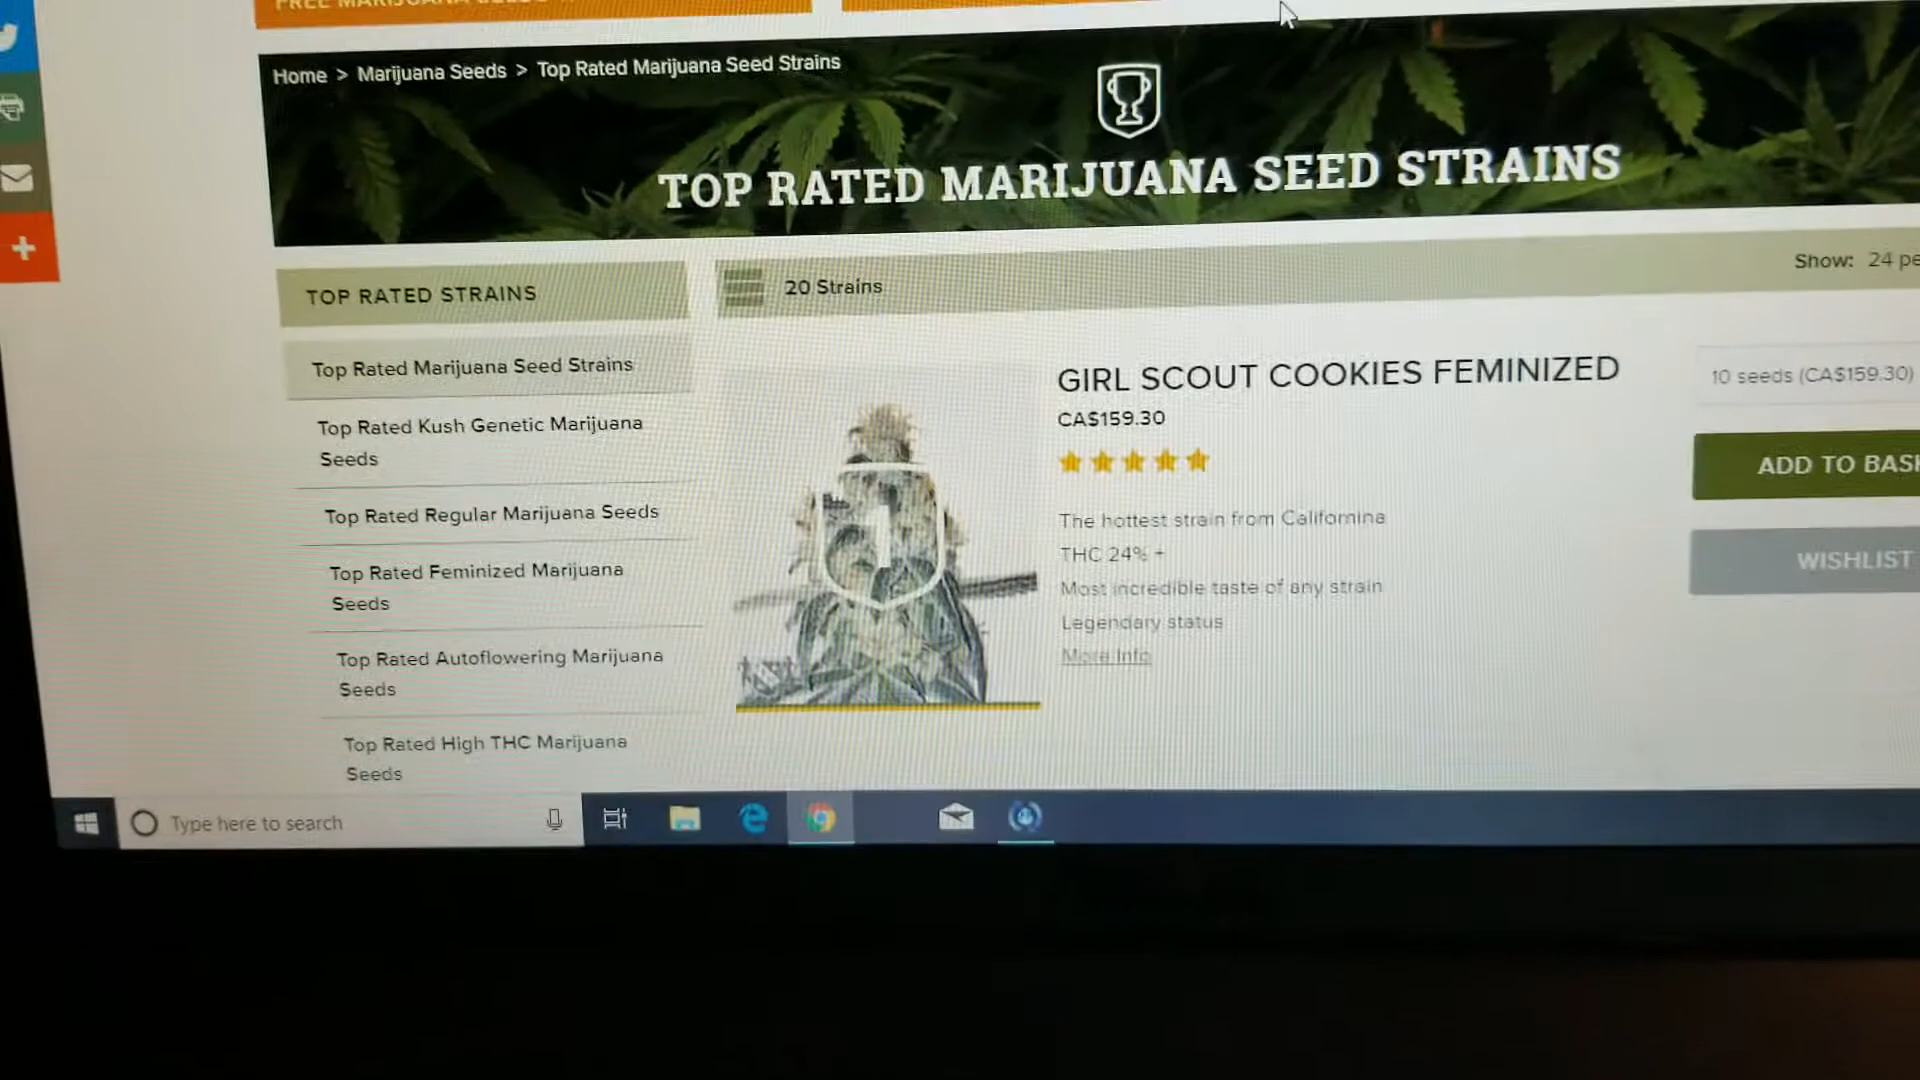 Home > Marijuana Seeds > Top Rated Marijuana Seed Strains
TOP RATED MARIJUANA SEED STRAINS
TOP RATED STRAINS
20 Strains
Show: 24 pe
Top Rated Marijuana Seed Strains
Top Rated Kush Genetic Marijuana
Seeds
Top Rated Regular Marijuana Seeds
Top Rated Feminized Marijuana
Seeds
Top Rated Autoflowering Marijuana
Seeds
Top Rated High THC Marijuana
Seeds
1
GIRL SCOUT COOKIES FEMINIZED
CA$159.30
The hottest strain from Californina
THC 24% +
Most incredible taste of any strain
Legendary status
More Info
10 seeds (CA$159.30)
ADD TO BASK
WISHLIST
Type here to search